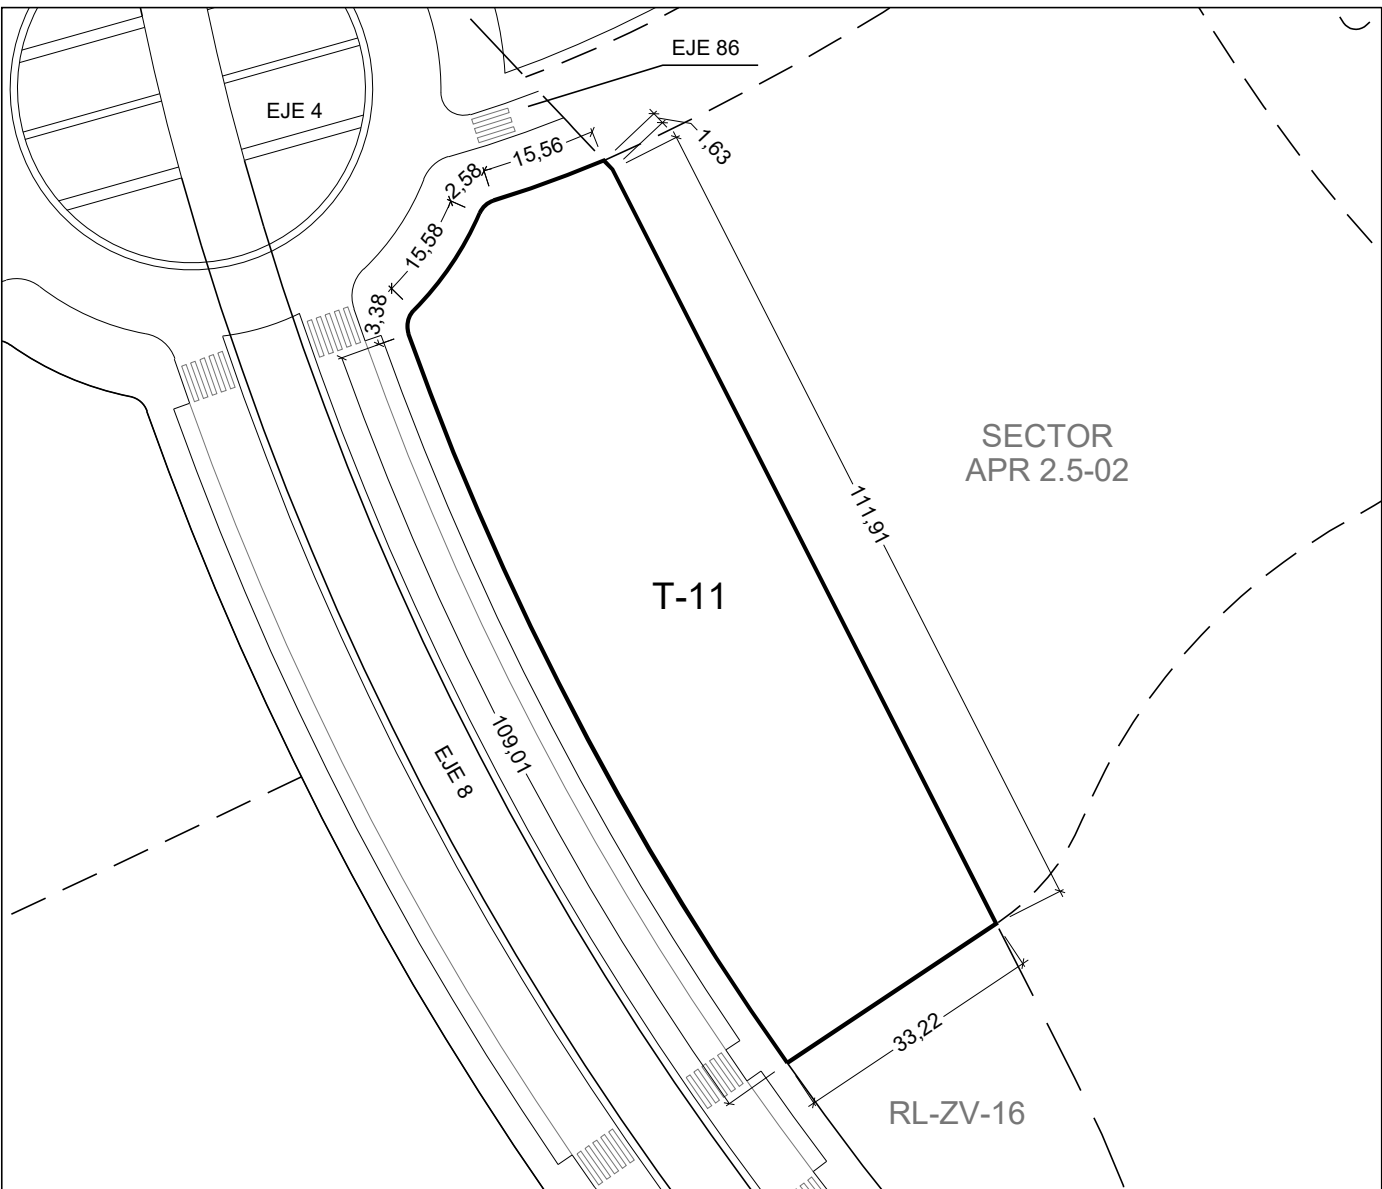 EJE 86
EJE 4
15,56
1,63
2,58
15,58
3,38
SECTOR
APR 2.5-02
111,91
T-11
109,01
EJE 8
33,22
RL-ZV-16